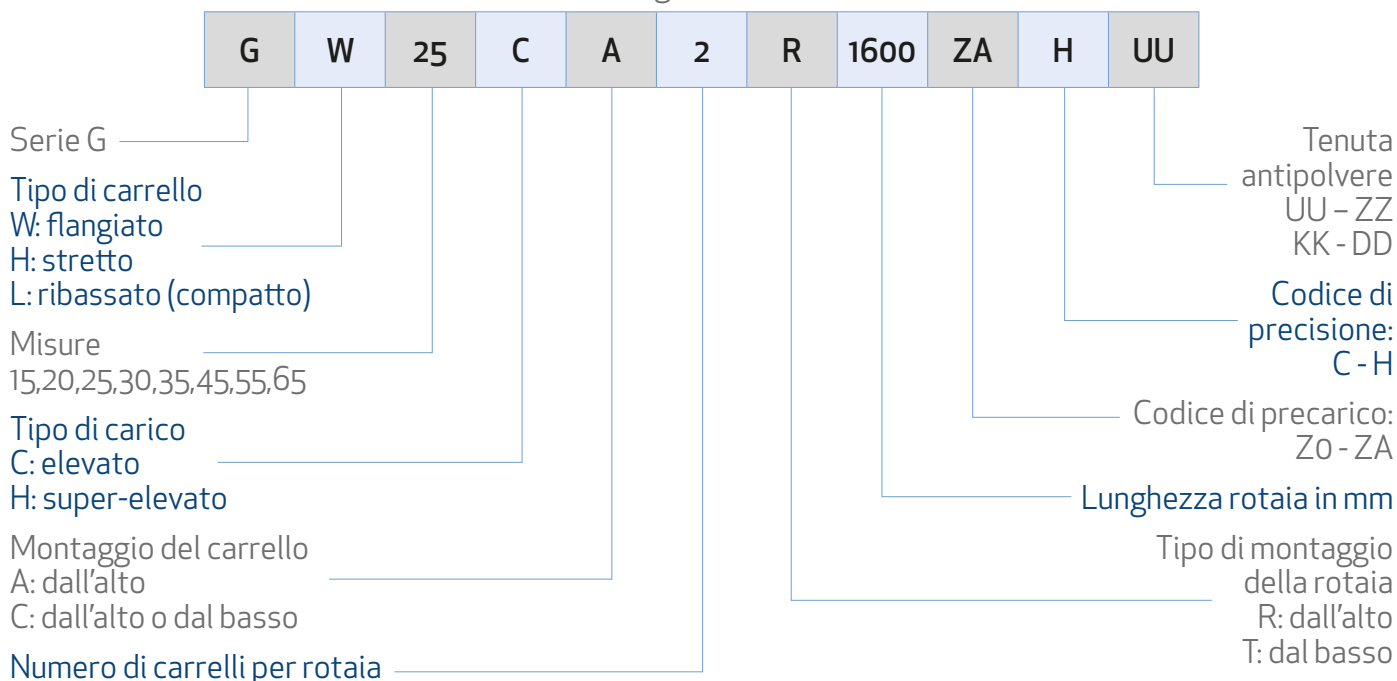 G W 25 C A 2 R 1600 ZA H UU
Serie G
Tipo di carrello
W: flangiato
H: stretto
L: ribassato (compatto)
Misure
15,20,25,30,35,45,55,65
Tipo di carico
C: elevato
H: super-elevato
Montaggio del carrello
A: dall'alto
C: dall'alto o dal basso
Numero di carrelli per rotaia
Tenuta
antipolvere
UU – ZZ
KK - DD
Codice di
precisione:
C - H
Codice di precarico:
Z0 - ZA
Lunghezza rotaia in mm
Tipo di montaggio
della rotaia
R: dall'alto
T: dal basso